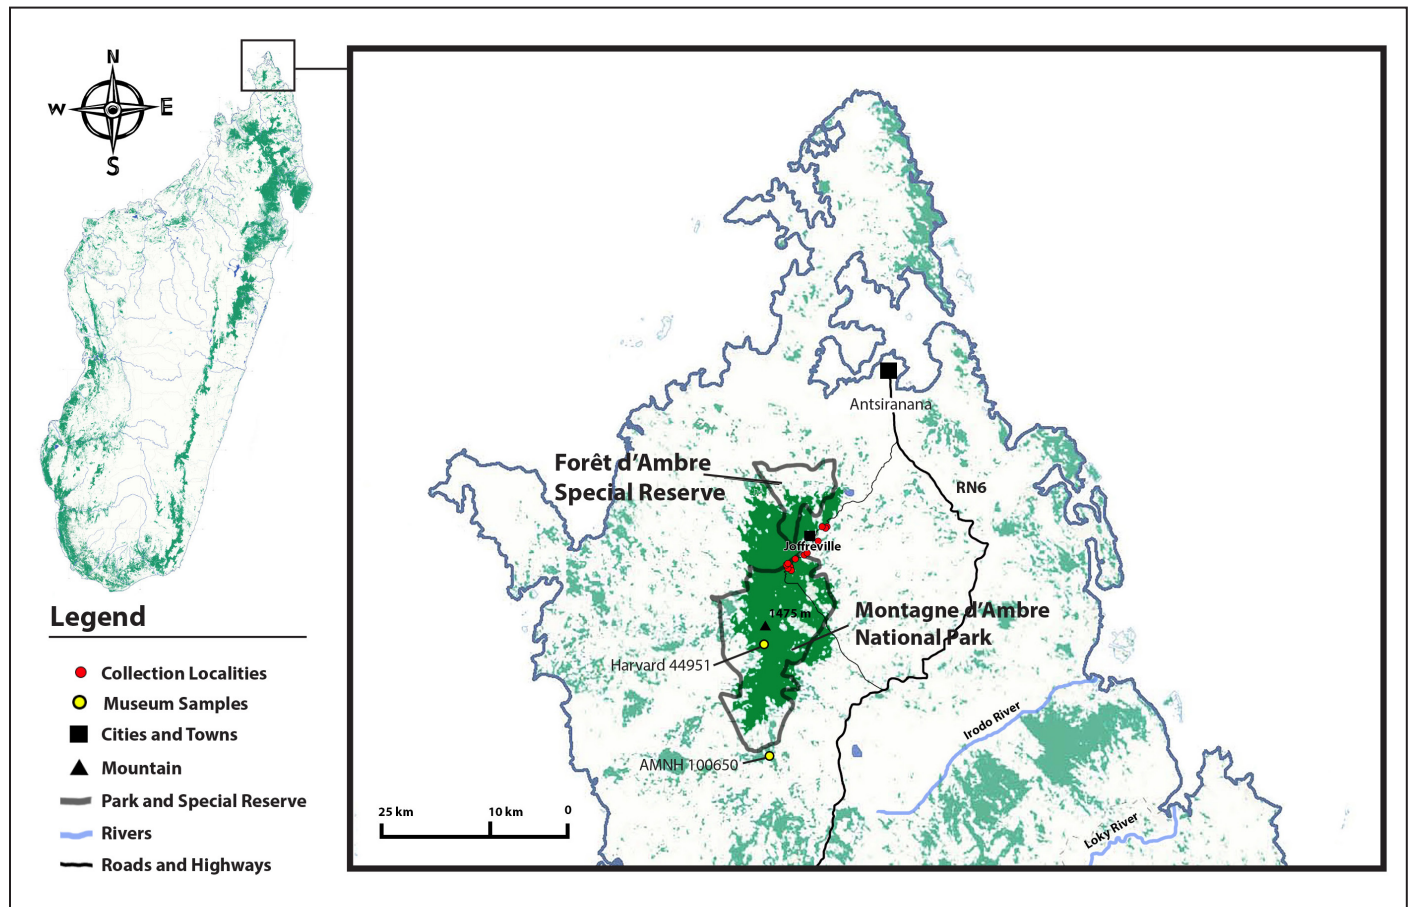 N
W
E
S
Antsiranana
Forêt d'Ambre
Special Reserve
RN6
Joffreville
1475 m
Montagne d'Ambre
National Park
Harvard 44951
Irodo River
AMNH 100650
Loky River
25 km
10 km
0
Legend
Collection Localities
Museum Samples
Cities and Towns
Mountain
Park and Special Reserve
Rivers
Roads and Highways